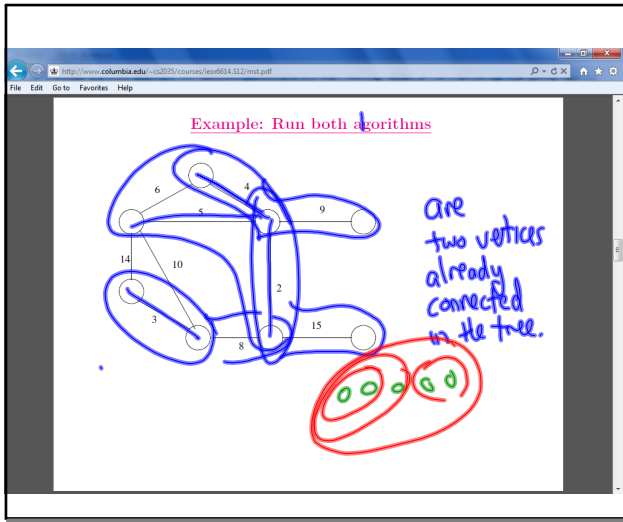 http://www.columbia.edu/~cs2035/courses/ieor6614.S12/mst.pdf
File Edit Go to Favorites Help
Example: Run both algorithms
6
4
5
9
14
10
2
3
8
15
are
two vertices
already
connected
in the tree.